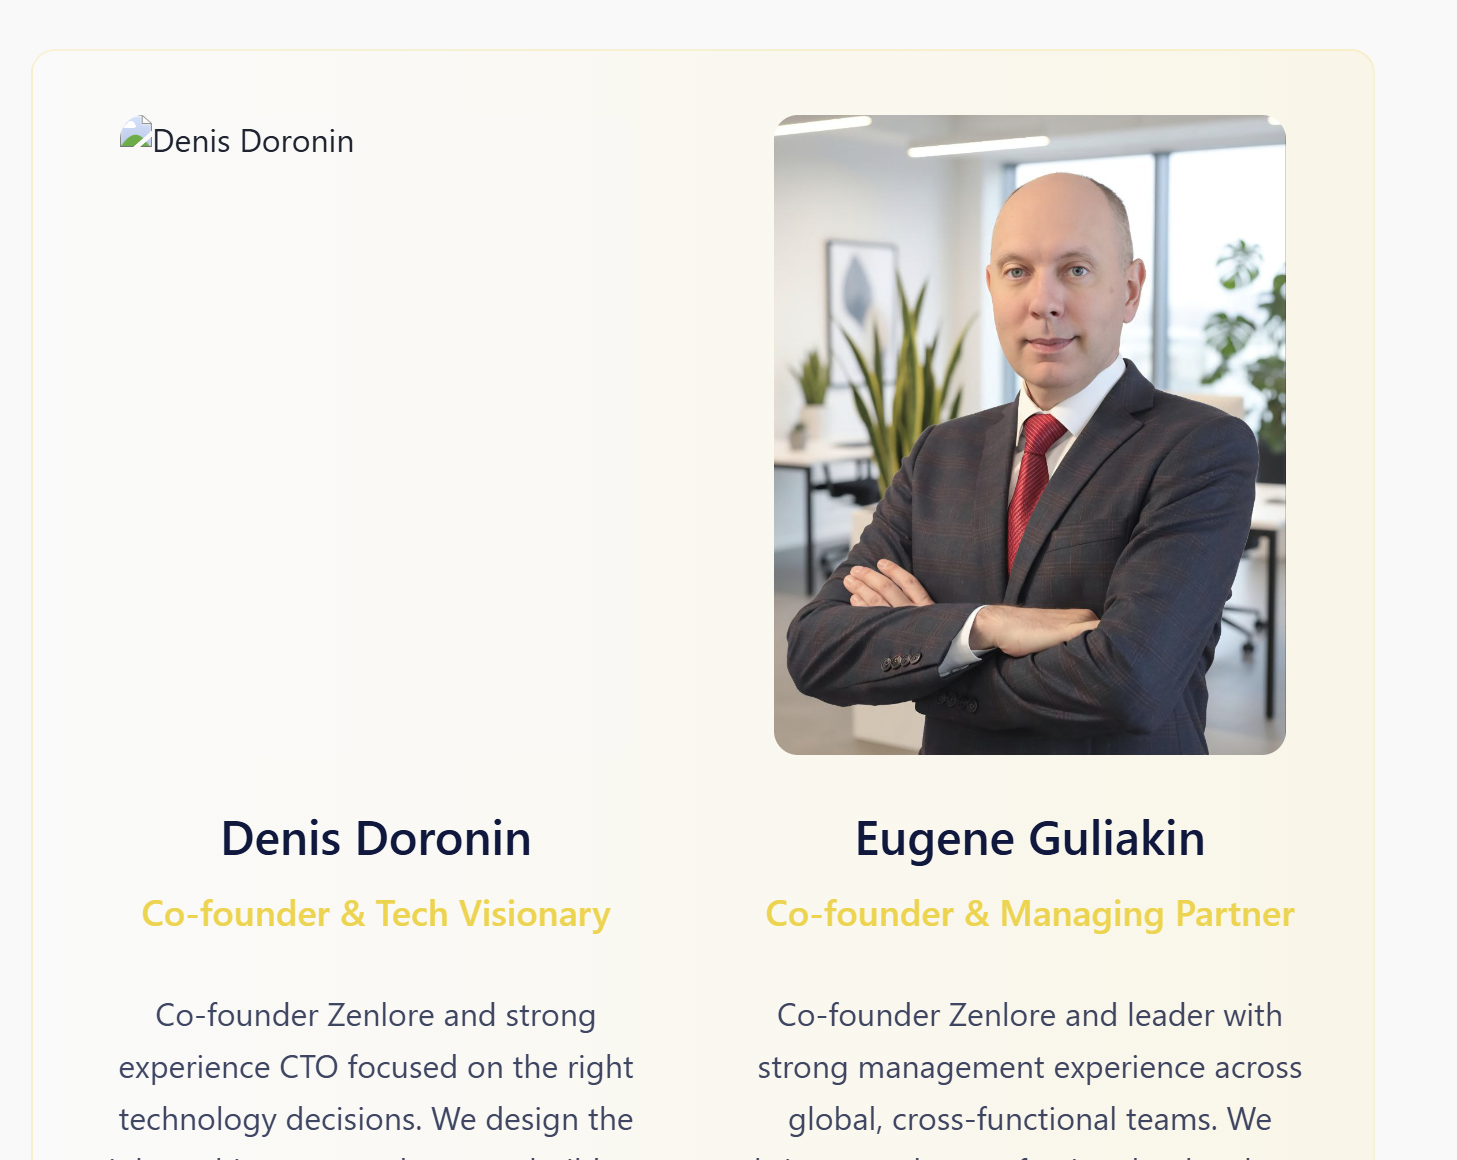 Denis Doronin
Denis Doronin
Co-founder & Tech Visionary
Co-founder Zenlore and strong
experience CTO focused on the right
technology decisions. We design the
Eugene Guliakin
Co-founder & Managing Partner
Co-founder Zenlore and leader with
strong management experience across
global, cross-functional teams. We